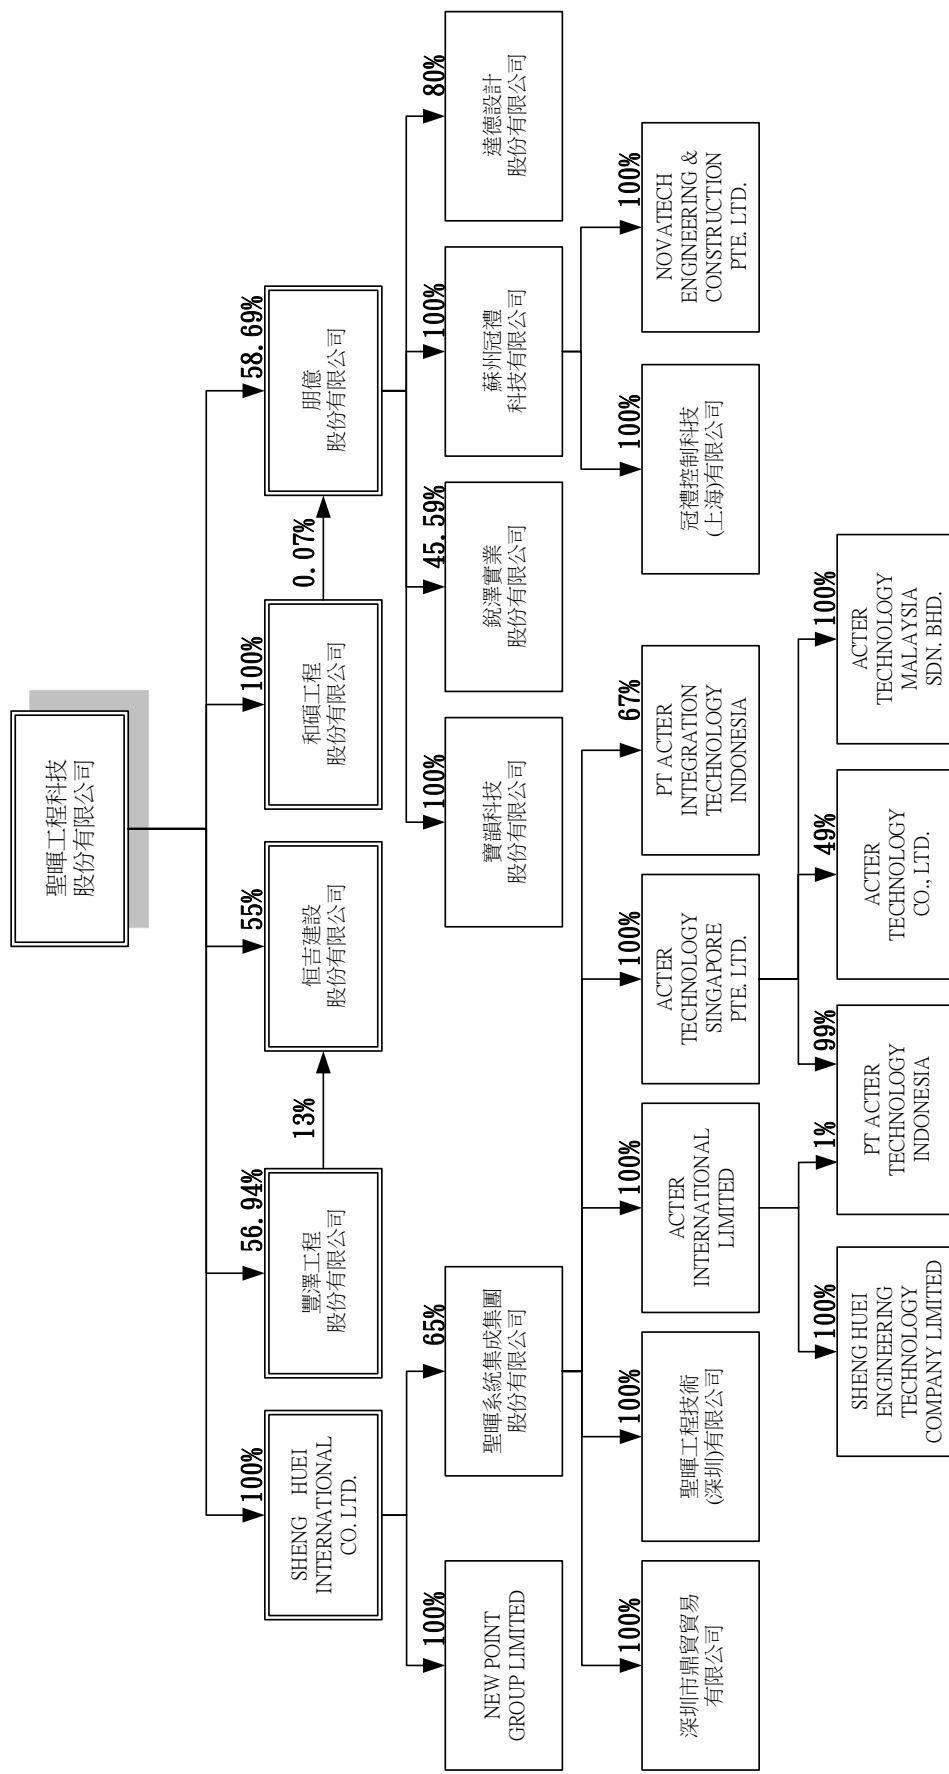 聖暉工程科技
股份有限公司
100%
SHENG HUEI
INTERNATIONAL
CO. LTD.
56.94%
豐澤工程
股份有限公司
13%
55%
恒吉建設
股份有限公司
100%
和碩工程
股份有限公司
0.07%
58.69%
朋億
股份有限公司
100%
NEW POINT
GROUP LIMITED
65%
聖暉系統集成集團
股份有限公司
100%
寶韻科技
股份有限公司
45.59%
銳澤實業
股份有限公司
100%
蘇州冠禮
科技有限公司
80%
達德設計
股份有限公司
100%
深圳市鼎貿貿易
有限公司
100%
聖暉工程技術
(深圳)有限公司
100%
ACTER
INTERNATIONAL
LIMITED
100%
ACTER
TECHNOLOGY
SINGAPORE
PTE. LTD.
67%
PT ACTER
INTEGRATION
TECHNOLOGY
INDONESIA
100%
冠禮控制科技
(上海)有限公司
100%
NOVATECH
ENGINEERING &
CONSTRUCTION
PTE. LTD.
100%
SHENG HUEI
ENGINEERING
TECHNOLOGY
COMPANY LIMITED
1%
99%
PT ACTER
TECHNOLOGY
INDONESIA
49%
ACTER
TECHNOLOGY
CO., LTD.
100%
ACTER
TECHNOLOGY
MALAYSIA
SDN. BHD.